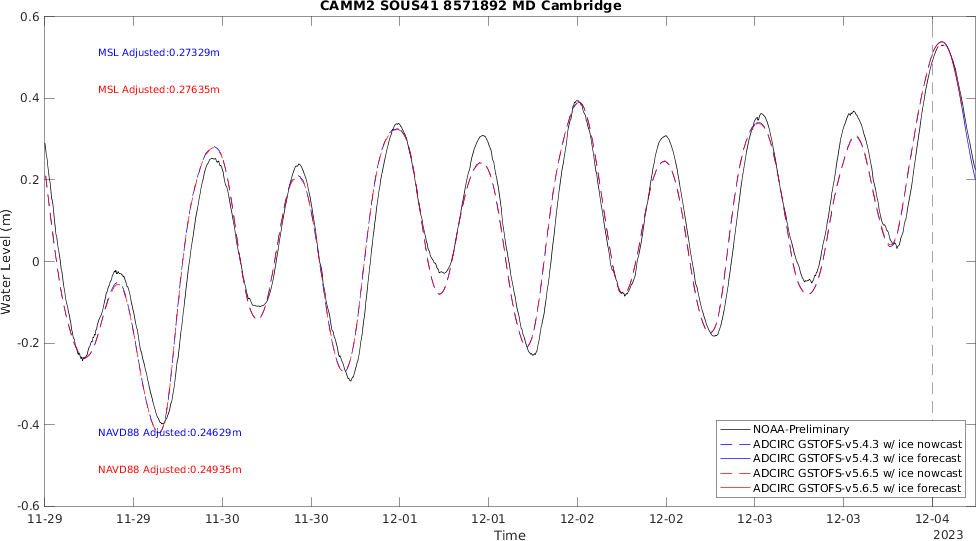 CAMM2 SOUS41 8571892 MD Cambridge
0.6
MSL Adjusted:0.27329m
MSL Adjusted:0.27635m
0.4
0.2
0
-0.2
-0.4
-0.6
Water Level (m)
NAVD88 Adjusted:0.24629m
NAVD88 Adjusted:0.24935m
NOAA-Preliminary
ADCIRC GSTOFS-v5.4.3 w/ ice nowcast
ADCIRC GSTOFS-v5.4.3 w/ ice forecast
ADCIRC GSTOFS-v5.6.5 w/ ice nowcast
ADCIRC GSTOFS-v5.6.5 w/ ice forecast
11-29 11-29 11-30 11-30 12-01 12-01 12-02 12-02 12-03 12-03 12-04
Time
2023